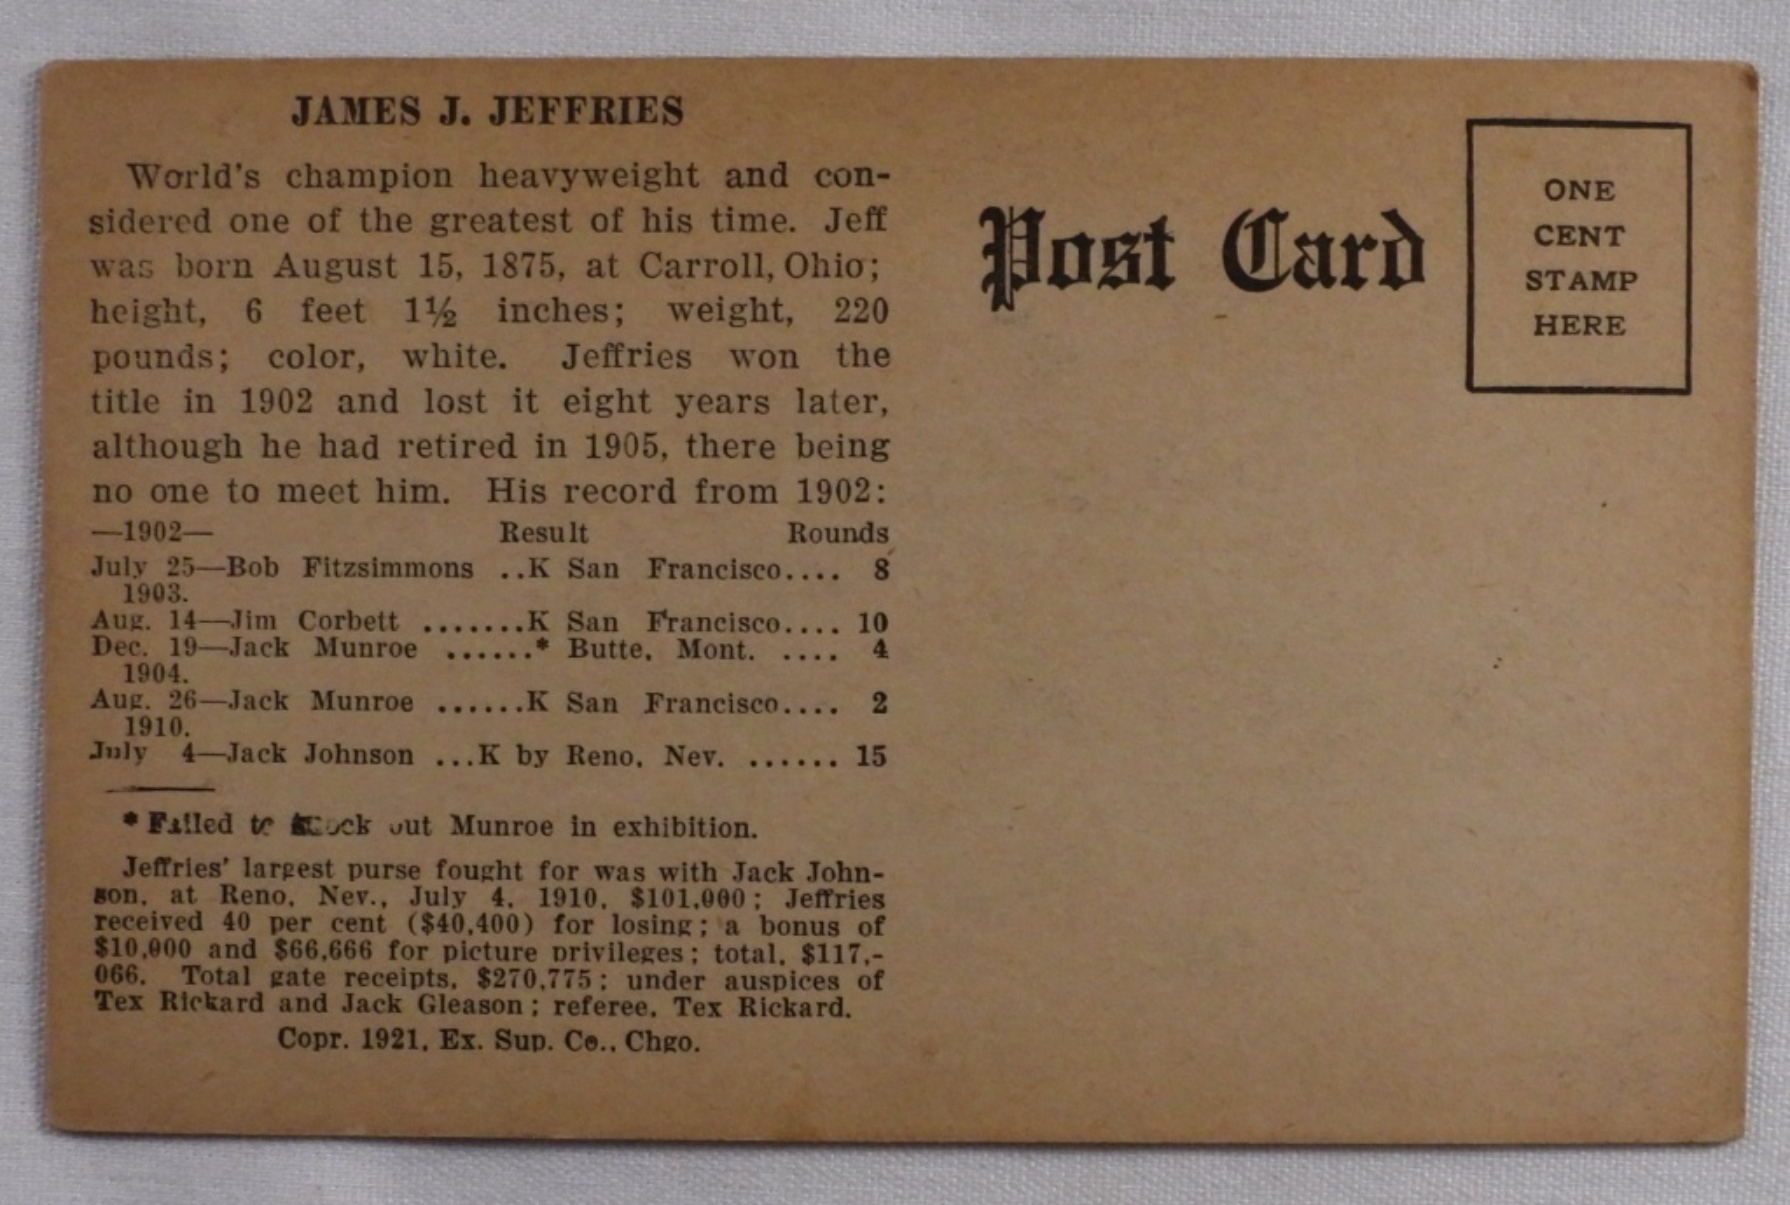 JAMES J. JEFFRIES
World's champion heavyweight and con-
sidered one of the greatest of his time. Jeff
was born August 15, 1875, at Carroll, Ohio;
height, 6 feet 1½ inches; weight, 220
pounds; color, white. Jeffries won the
title in 1902 and lost it eight years later,
although he had retired in 1905, there being
no one to meet him. His record from 1902:
—1902— Result Rounds
July 25—Bob Fitzsimmons ..K San Francisco.... 8
1903.
Aug. 14—Jim Corbett .......K San Francisco.... 10
Dec. 19—Jack Munroe ......* Butte, Mont. .... 4
1904.
Aug. 26—Jack Munroe ......K San Francisco.... 2
1910.
July 4—Jack Johnson ...K by Reno, Nev. ...... 15
* Failed to knock out Munroe in exhibition.
Jeffries' largest purse fought for was with Jack John-
son, at Reno, Nev., July 4, 1910, $101,000; Jeffries
received 40 per cent ($40,400) for losing; a bonus of
$10,000 and $66,666 for picture privileges; total, $117,-
066. Total gate receipts, $270,775; under auspices of
Tex Rickard and Jack Gleason; referee, Tex Rickard.
Copr. 1921, Ex. Sup. Co., Chgo.
Post Card
ONE
CENT
STAMP
HERE